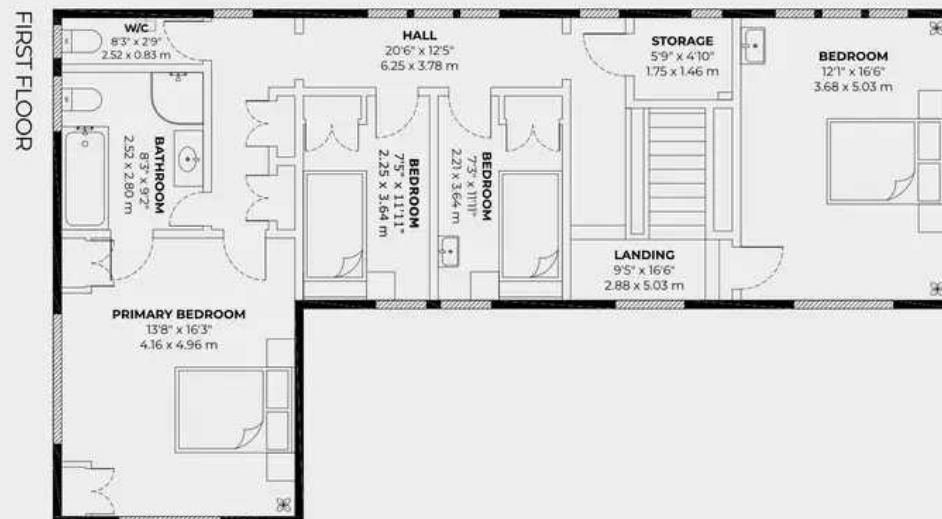 FIRST FLOOR
W/C
8'3" x 2'9"
2.52 x 0.83 m
HALL
20'6" x 12'5"
6.25 x 3.78 m
STORAGE
5'9" x 4'10"
1.75 x 1.46 m
BEDROOM
12'1" x 16'6"
3.68 x 5.03 m
BATHROOM
8'3" x 9'2"
2.52 x 2.80 m
BEDROOM
7'5" x 11'11"
2.25 x 3.64 m
BEDROOM
7'3" x 11'11"
2.21 x 3.64 m
LANDING
9'5" x 16'6"
2.88 x 5.03 m
PRIMARY BEDROOM
13'8" x 16'3"
4.16 x 4.96 m